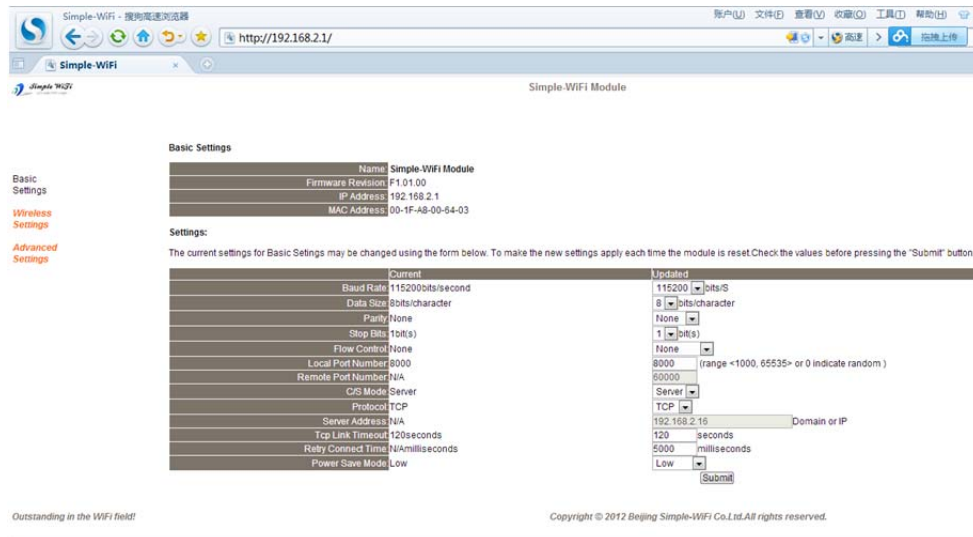 Simple-WiFi - 搜狗高速浏览器
账户(U) 文件(F) 查看(V) 收藏(O) 工具(T) 帮助(H)
http://192.168.2.1/
高速
拖拽上传
Simple-WiFi
Simple WiFi
Simple-WiFi Module
Basic Settings
Name: Simple-WiFi Module
Firmware Revision: F1.01.00
IP Address: 192.168.2.1
MAC Address: 00-1F-A8-00-64-03
Basic
Settings
Wireless
Settings
Advanced
Settings
Settings:
The current settings for Basic Setings may be changed using the form below. To make the new settings apply each time the module is reset.Check the values before pressing the "Submit" button
Current Updated
Baud Rate: 115200bits/second 115200 bits/S
Data Size: 8bits/character 8 bits/character
Parity: None None
Stop Bits: 1bit(s) 1 bit(s)
Flow Control: None None
Local Port Number: 8000 8000 (range <1000, 65535> or 0 indicate random )
Remote Port Number: N/A 60000
C/S Mode: Server Server
Protocol: TCP TCP
Server Address: N/A 192.168.2.16 Domain or IP
Tcp Link Timeout: 120seconds 120 seconds
Retry Connect Time: N/Amilliseconds 5000 milliseconds
Power Save Mode: Low Low
Submit
Outstanding in the WiFi field! Copyright © 2012 Beijing Simple-WiFi Co.Ltd.All rights reserved.